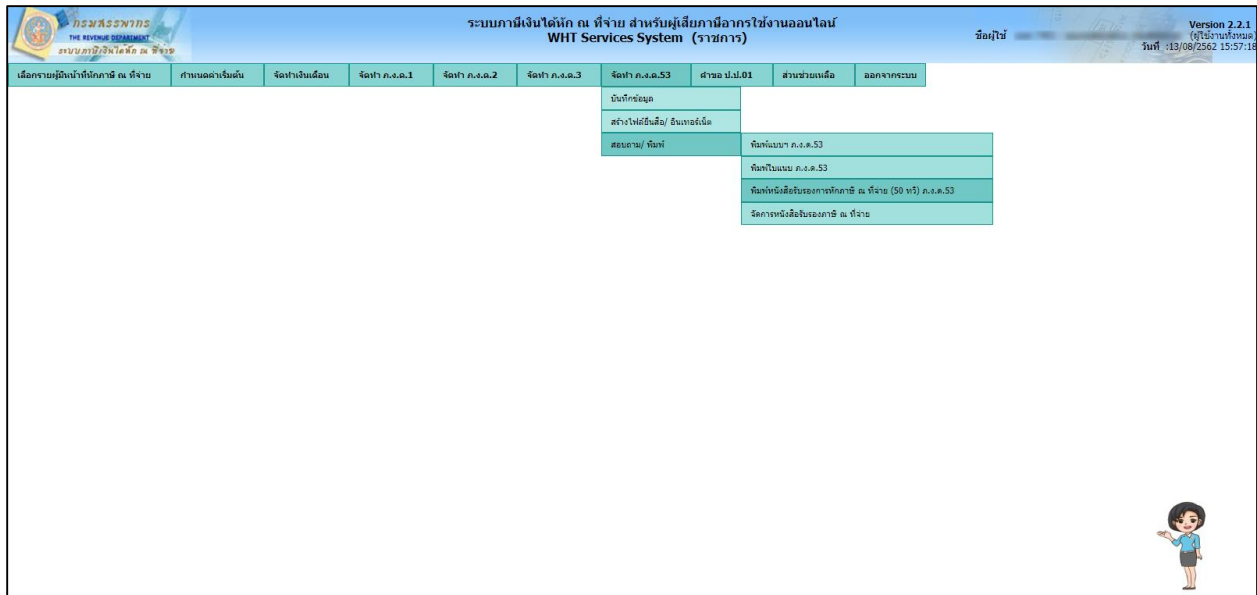 กรมสรรพากร
THE REVENUE DEPARTMENT
ระบบภาษีเงินได้หัก ณ ที่จ่าย
ระบบภาษีเงินได้หัก ณ ที่จ่าย สำหรับผู้เสียภาษีอากรใช้งานออนไลน์
WHT Services System (ราชการ)
ชื่อผู้ใช้
Version 2.2.1
(ผู้ใช้งานทั้งหมด)
วันที่ :13/08/2562 15:57:18
เลือกรายผู้มีหน้าที่หักภาษี ณ ที่จ่าย กำหนดค่าเริ่มต้น จัดทำเงินเดือน จัดทำ ภ.ง.ด.1 จัดทำ ภ.ง.ด.2 จัดทำ ภ.ง.ด.3 จัดทำ ภ.ง.ด.53 คำขอ ป.ป.01 ส่วนช่วยเหลือ ออกจากระบบ
บันทึกข้อมูล
สร้างไฟล์ยื่นสื่อ/ อินเทอร์เน็ต
สอบถาม/ พิมพ์ พิมพ์แบบฯ ภ.ง.ด.53
พิมพ์ใบแนบ ภ.ง.ด.53
พิมพ์หนังสือรับรองการหักภาษี ณ ที่จ่าย (50 ทวิ) ภ.ง.ด.53
จัดการหนังสือรับรองภาษี ณ ที่จ่าย